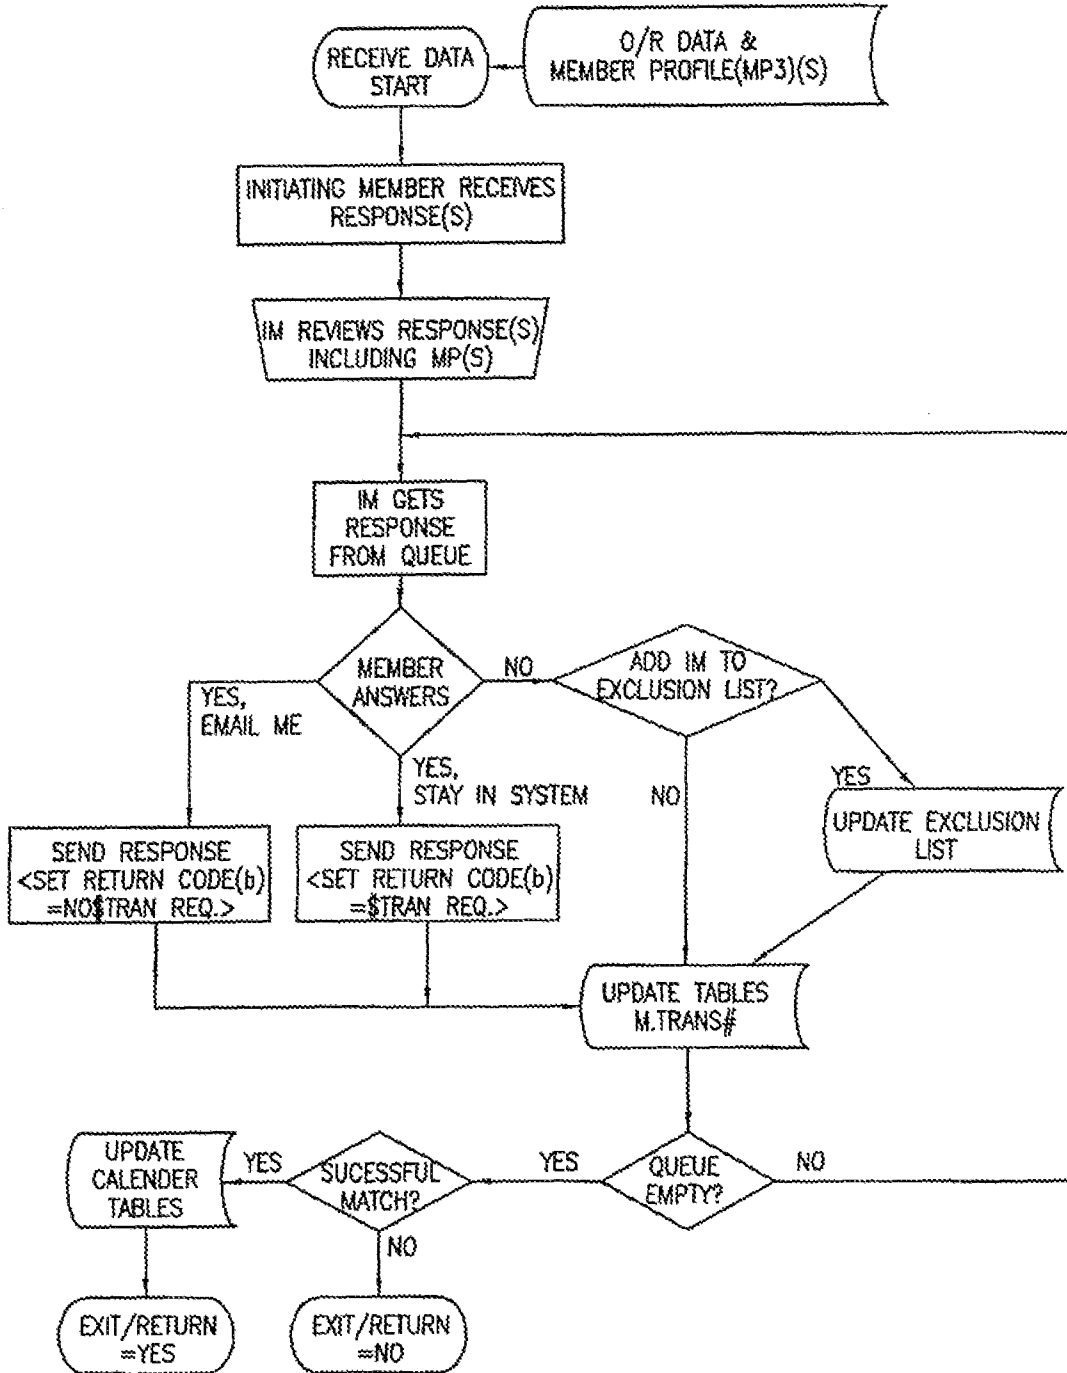 RECEIVE DATA
START
O/R DATA &
MEMBER PROFILE(MP3)(S)
INITIATING MEMBER RECEIVES
RESPONSE(S)
IM REVIEWS RESPONSE(S)
INCLUDING MP(S)
IM GETS
RESPONSE
FROM QUEUE
MEMBER
ANSWERS
NO
ADD IM TO
EXCLUSION LIST?
YES,
EMAIL ME
YES,
STAY IN SYSTEM
NO
YES
UPDATE EXCLUSION
LIST
SEND RESPONSE
<SET RETURN CODE(b)
=NO$TRAN REQ.>
SEND RESPONSE
<SET RETURN CODE(b)
=$TRAN REQ.>
UPDATE TABLES
M.TRANS#
QUEUE
EMPTY?
NO
YES
SUCESSFUL
MATCH?
YES
NO
UPDATE
CALENDER
TABLES
EXIT/RETURN
=YES
EXIT/RETURN
=NO